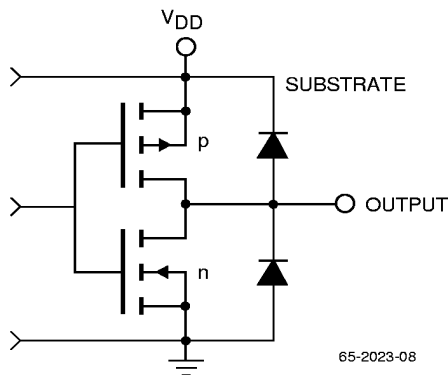 VDD
SUBSTRATE
p
OUTPUT
n
65-2023-08